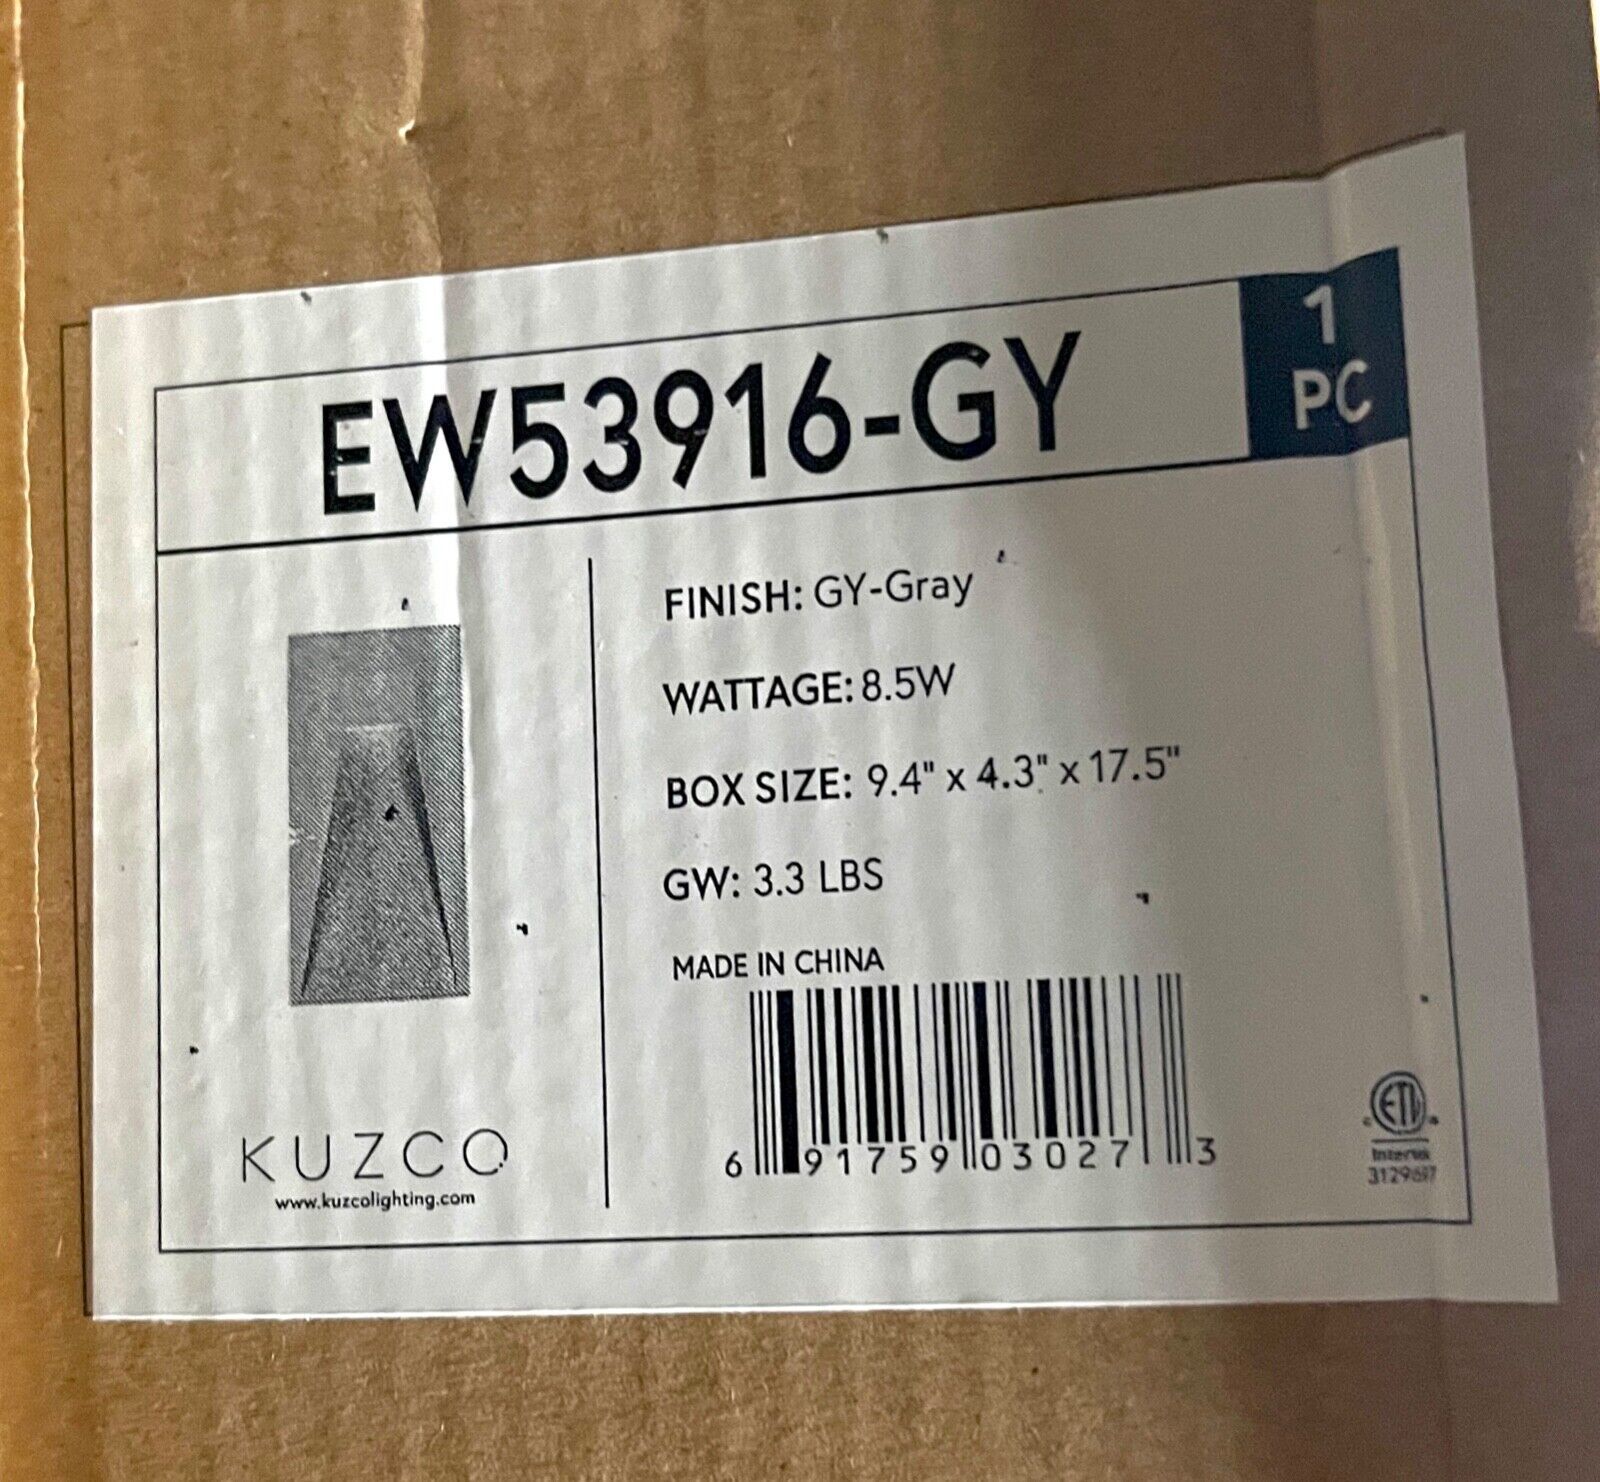 EW53916-GY
1
PC
FINISH: GY-Gray
WATTAGE: 8.5W
BOX SIZE: 9.4" x 4.3" x 17.5"
GW: 3.3 LBS
MADE IN CHINA
6 91759 03027 3
KUZCO
www.kuzcolighting.com
ETL